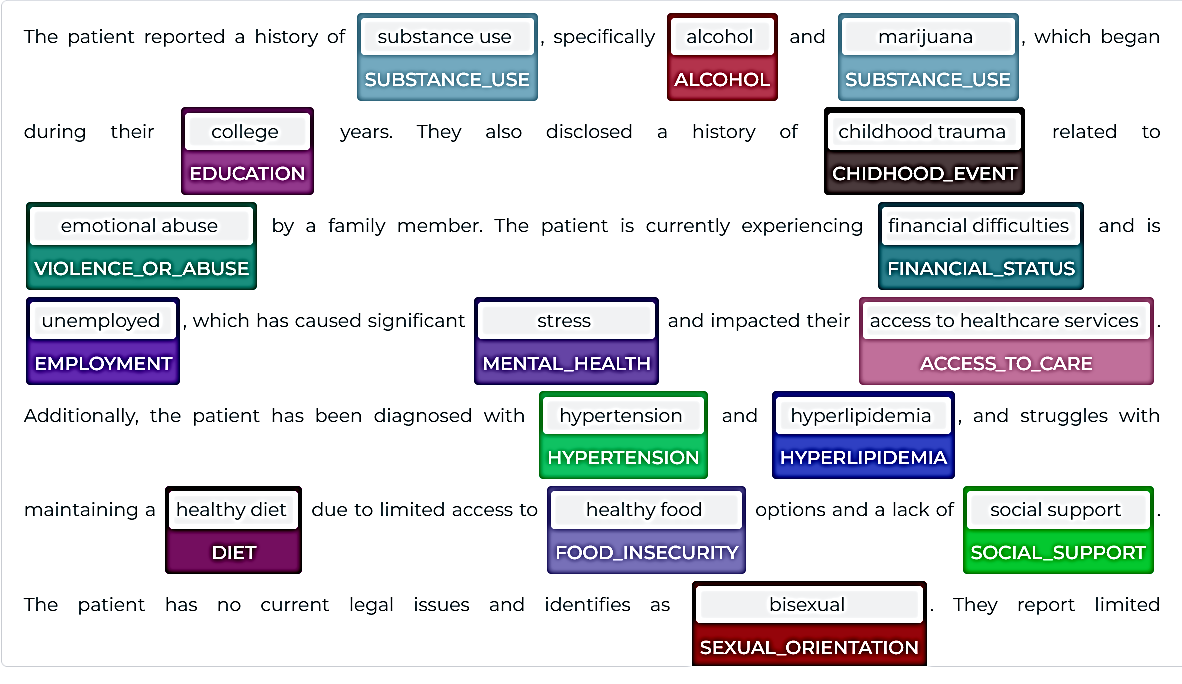 The patient reported a history of substance use , specifically alcohol and marijuana , which began
SUBSTANCE_USE ALCOHOL SUBSTANCE_USE
during their college years. They also disclosed a history of childhood trauma related to
EDUCATION CHIDHOOD_EVENT
emotional abuse by a family member. The patient is currently experiencing financial difficulties and is
VIOLENCE_OR_ABUSE FINANCIAL_STATUS
unemployed , which has caused significant stress and impacted their access to healthcare services .
EMPLOYMENT MENTAL_HEALTH ACCESS_TO_CARE
Additionally, the patient has been diagnosed with hypertension and hyperlipidemia , and struggles with
HYPERTENSION HYPERLIPIDEMIA
maintaining a healthy diet due to limited access to healthy food options and a lack of social support .
DIET FOOD_INSECURITY SOCIAL_SUPPORT
The patient has no current legal issues and identifies as bisexual . They report limited
SEXUAL_ORIENTATION